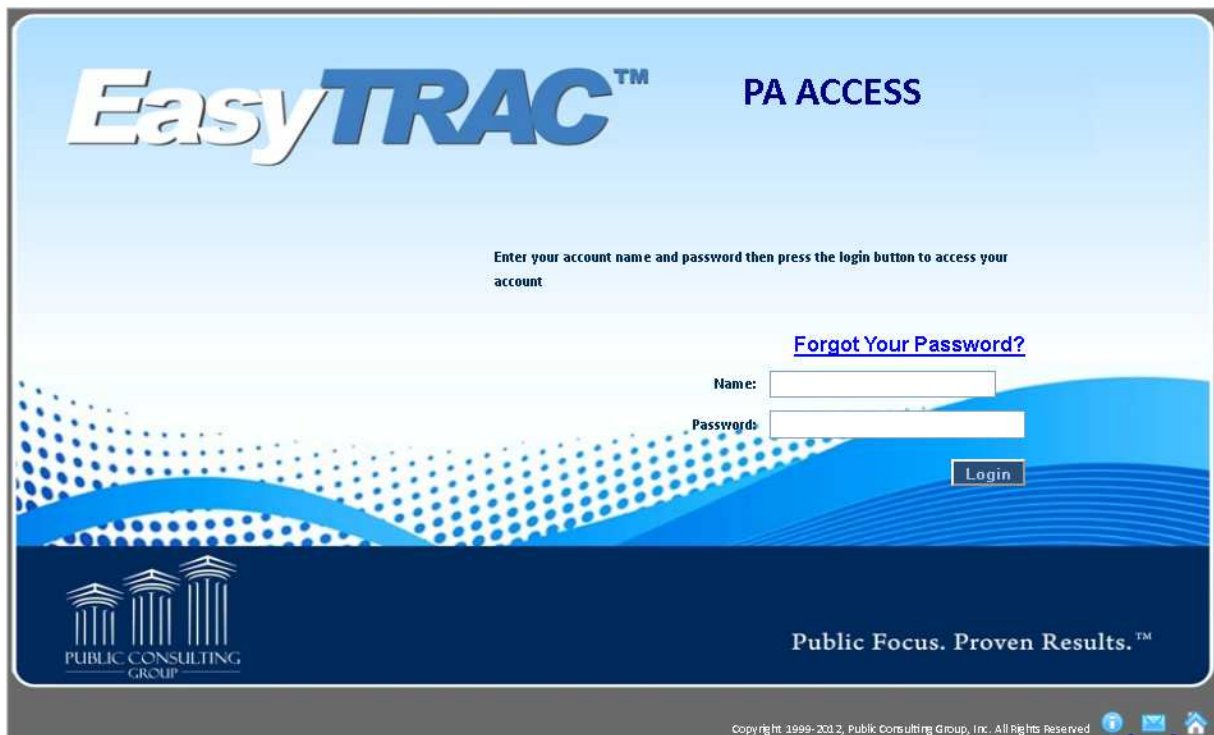 EasyTRAC™
PA ACCESS
Enter your account name and password then press the login button to access your
account
Forgot Your Password?
Name:
Password:
Login
PUBLIC CONSULTING
GROUP
Public Focus. Proven Results.™
Copyright 1999-2012, Public Consulting Group, Inc. All Rights Reserved